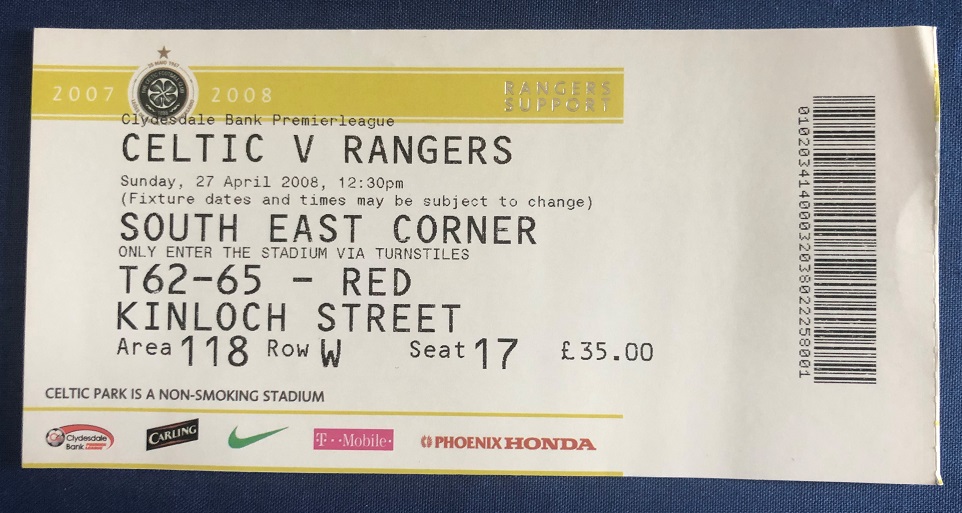 2007 2008
RANGERS
SUPPORT
Clydesdale Bank Premierleague
CELTIC V RANGERS
Sunday, 27 April 2008, 12:30pm
(Fixture dates and times may be subject to change)
SOUTH EAST CORNER
ONLY ENTER THE STADIUM VIA TURNSTILES
T62-65 - RED
KINLOCH STREET
Area 118 Row W Seat 17 £35.00
CELTIC PARK IS A NON-SMOKING STADIUM
Clydesdale Bank PREMIER LEAGUE CARLING T··Mobile· PHOENIX HONDA
01020341400032038022258001